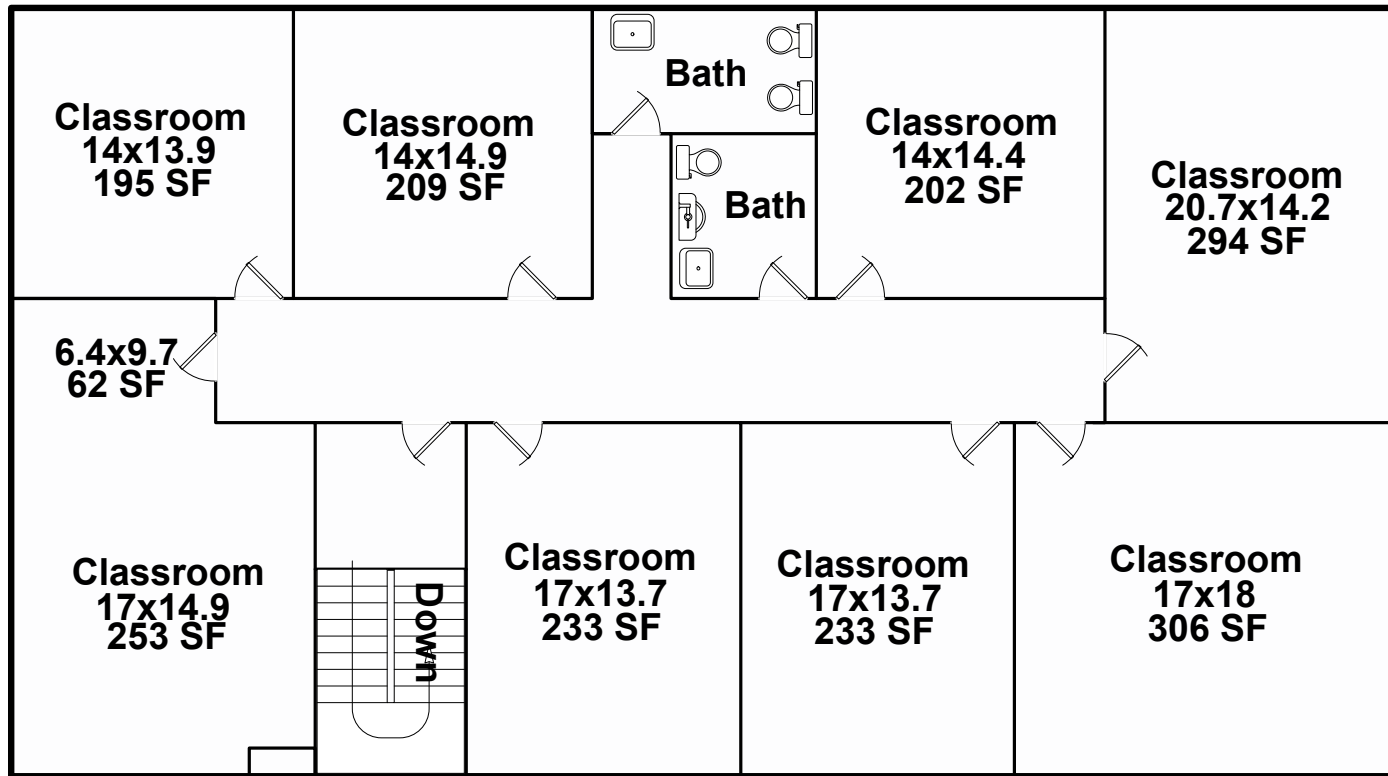 Classroom
14x13.9
195 SF
Classroom
14x14.9
209 SF
Bath
Bath
Classroom
14x14.4
202 SF
Classroom
20.7x14.2
294 SF
6.4x9.7
62 SF
Classroom
17x14.9
253 SF
Down
Classroom
17x13.7
233 SF
Classroom
17x13.7
233 SF
Classroom
17x18
306 SF